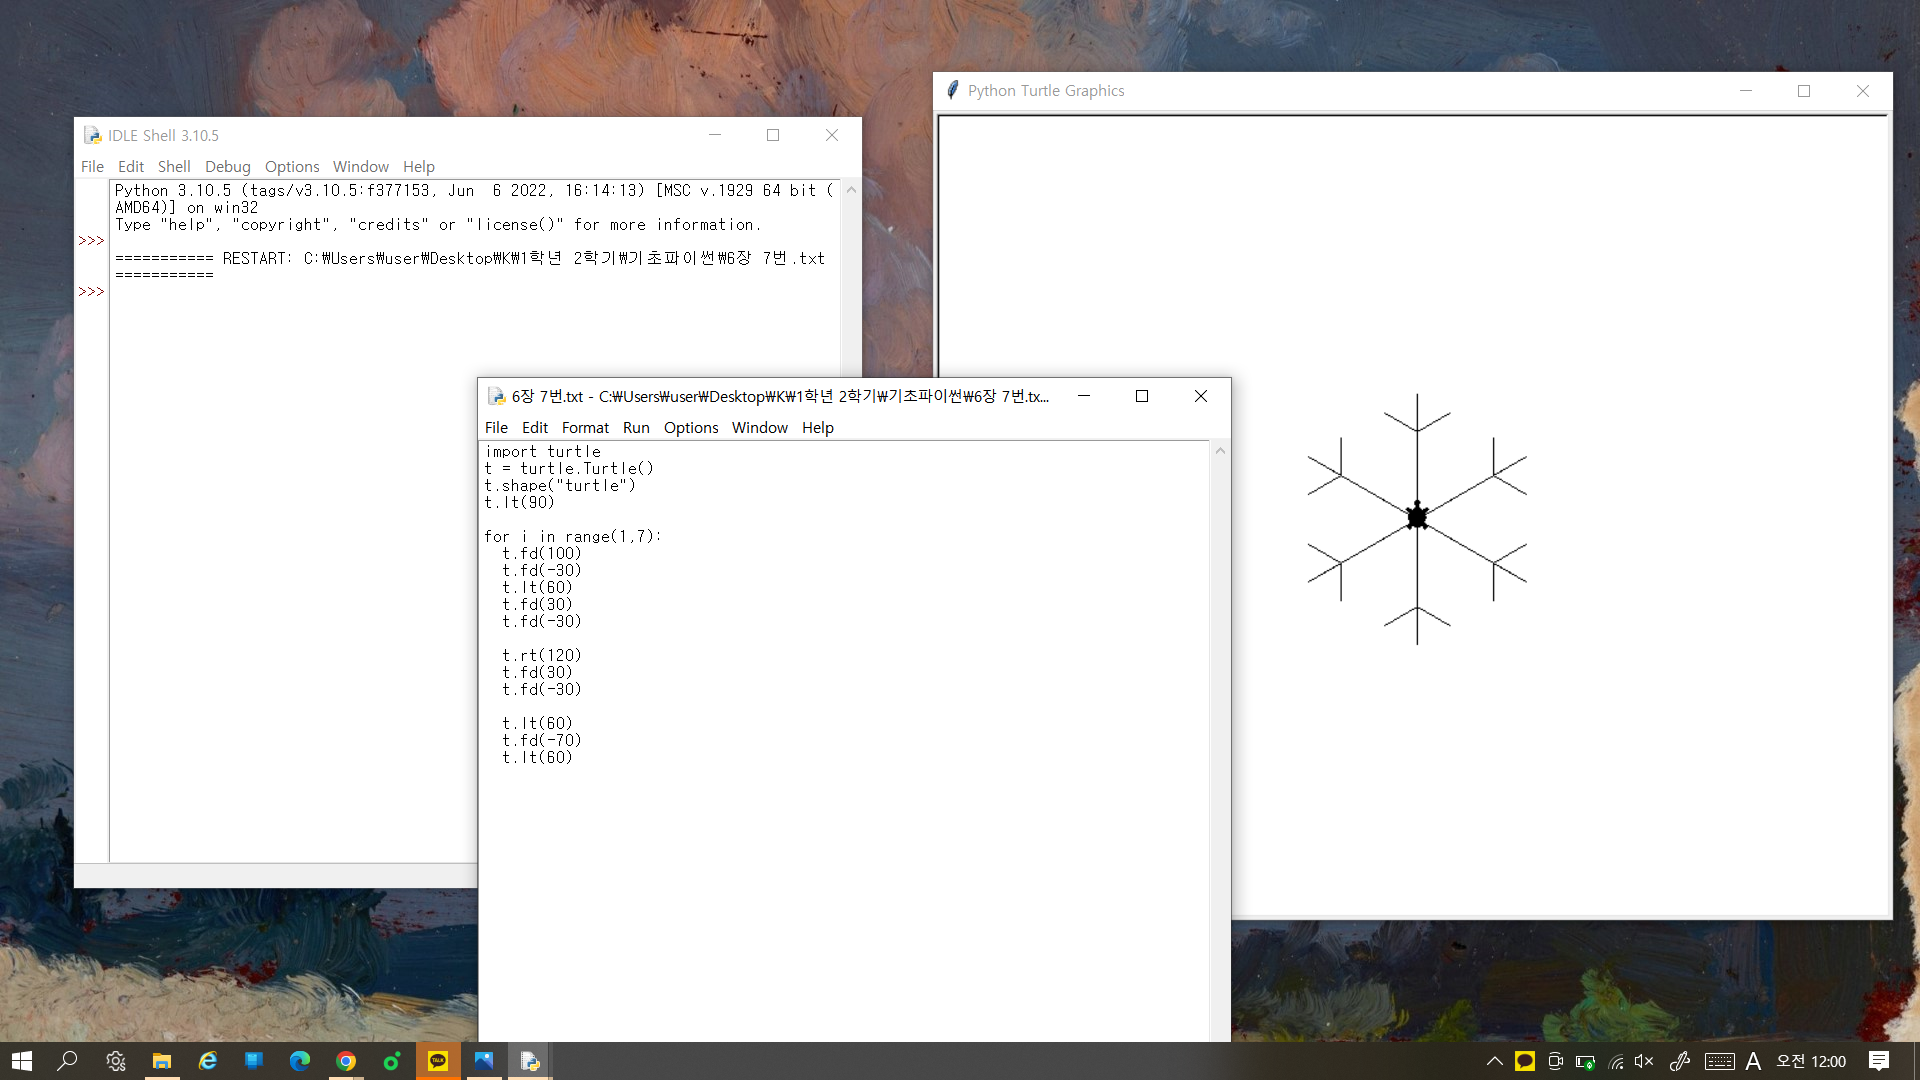 Python Turtle Graphics
IDLE Shell 3.10.5
File Edit Shell Debug Options Window Help
Python 3.10.5 (tags/v3.10.5:f377153, Jun  6 2022, 16:14:13) [MSC v.1929 64 bit (
AMD64)] on win32
Type "help", "copyright", "credits" or "license()" for more information.
>>>
=========== RESTART: C:₩Users₩user₩Desktop₩K₩1학년 2학기₩기초파이썬₩6장 7번.txt
===========
>>>
6장 7번.txt - C:₩Users₩user₩Desktop₩K₩1학년 2학기₩기초파이썬₩6장 7번.tx...
File Edit Format Run Options Window Help
import turtle
t = turtle.Turtle()
t.shape("turtle")
t.lt(90)
for i in range(1,7):
  t.fd(100)
  t.fd(-30)
  t.lt(60)
  t.fd(30)
  t.fd(-30)
  t.rt(120)
  t.fd(30)
  t.fd(-30)
  t.lt(60)
  t.fd(-70)
  t.lt(60)
TALK
A
오전 12:00